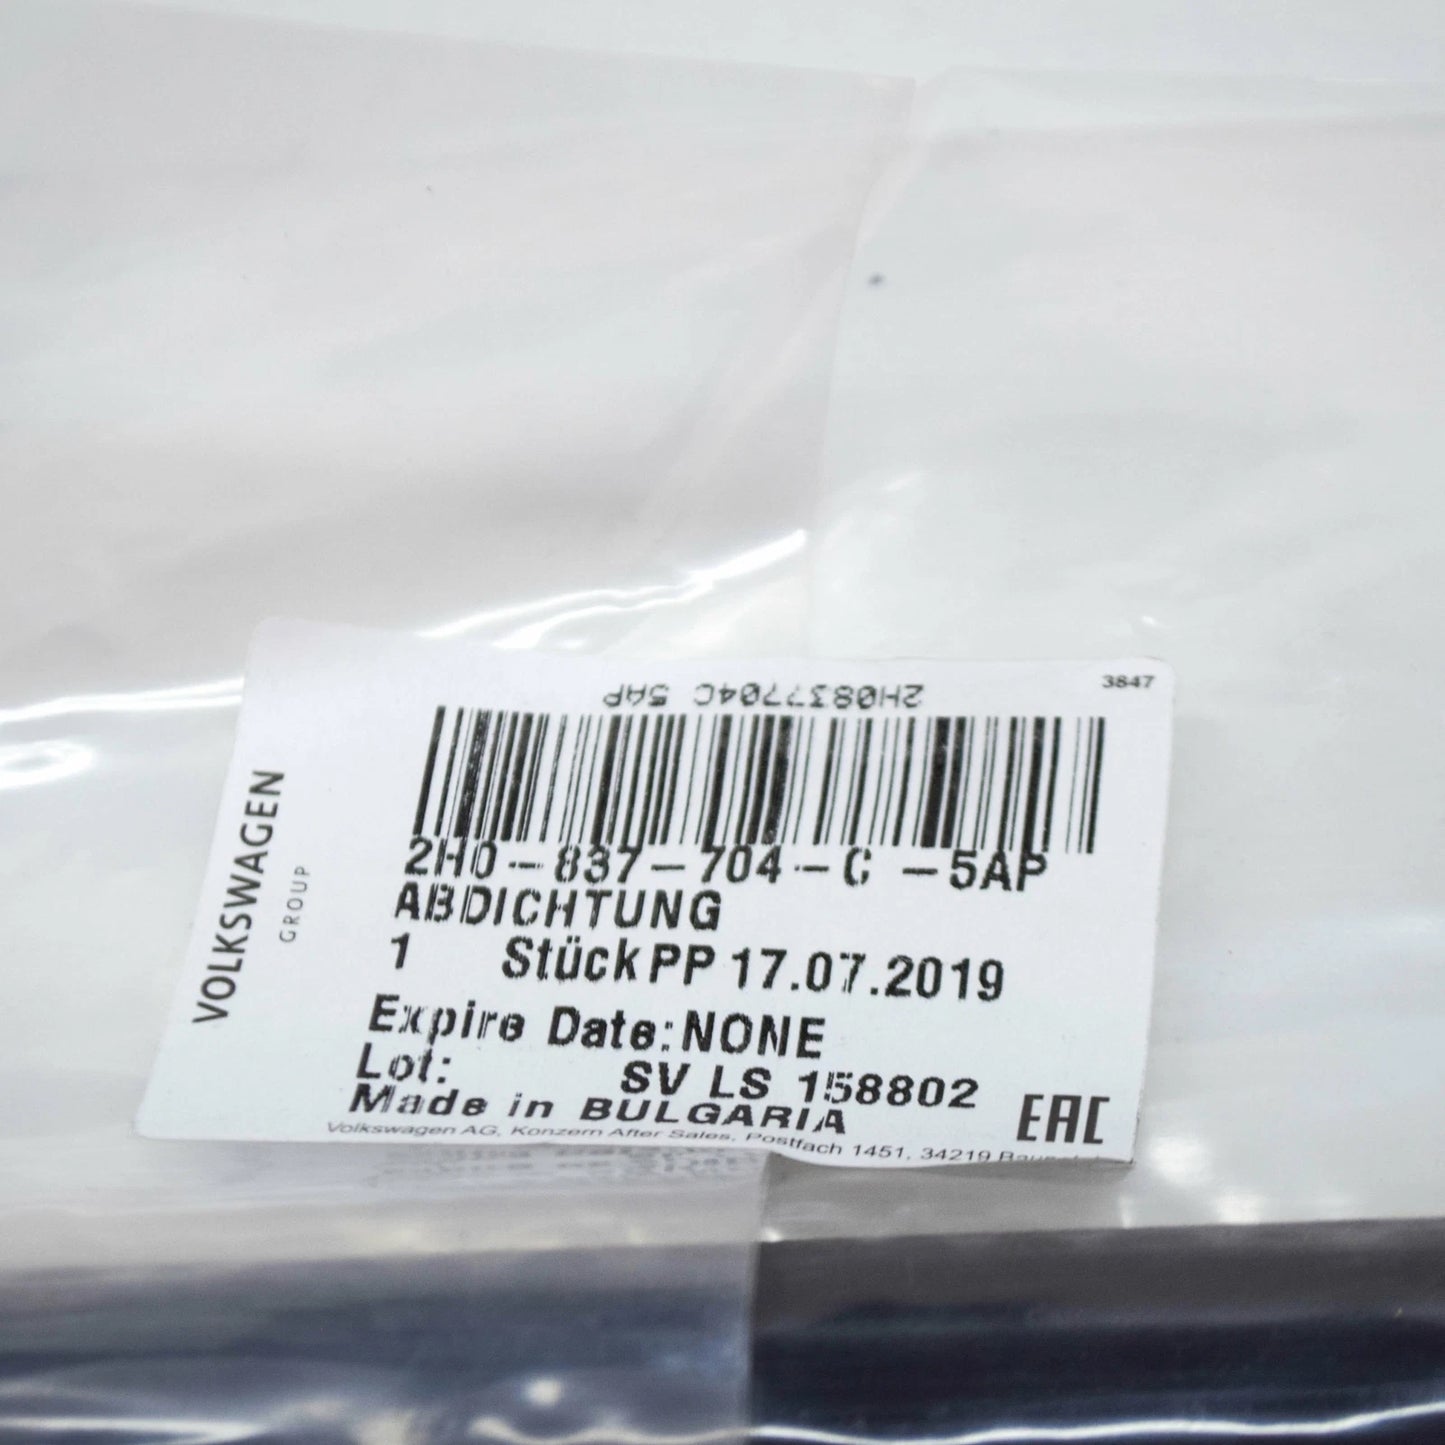 3847
2H0837704C 5AP
2H0-837-704-C -5AP
ABDICHTUNG
1 Stück PP 17.07.2019
Expire Date: NONE
Lot: SV LS 158802
Made in BULGARIA
EAC
Volkswagen AG, Konzern After Sales, Postfach 1451, 34219
VOLKSWAGEN
GROUP